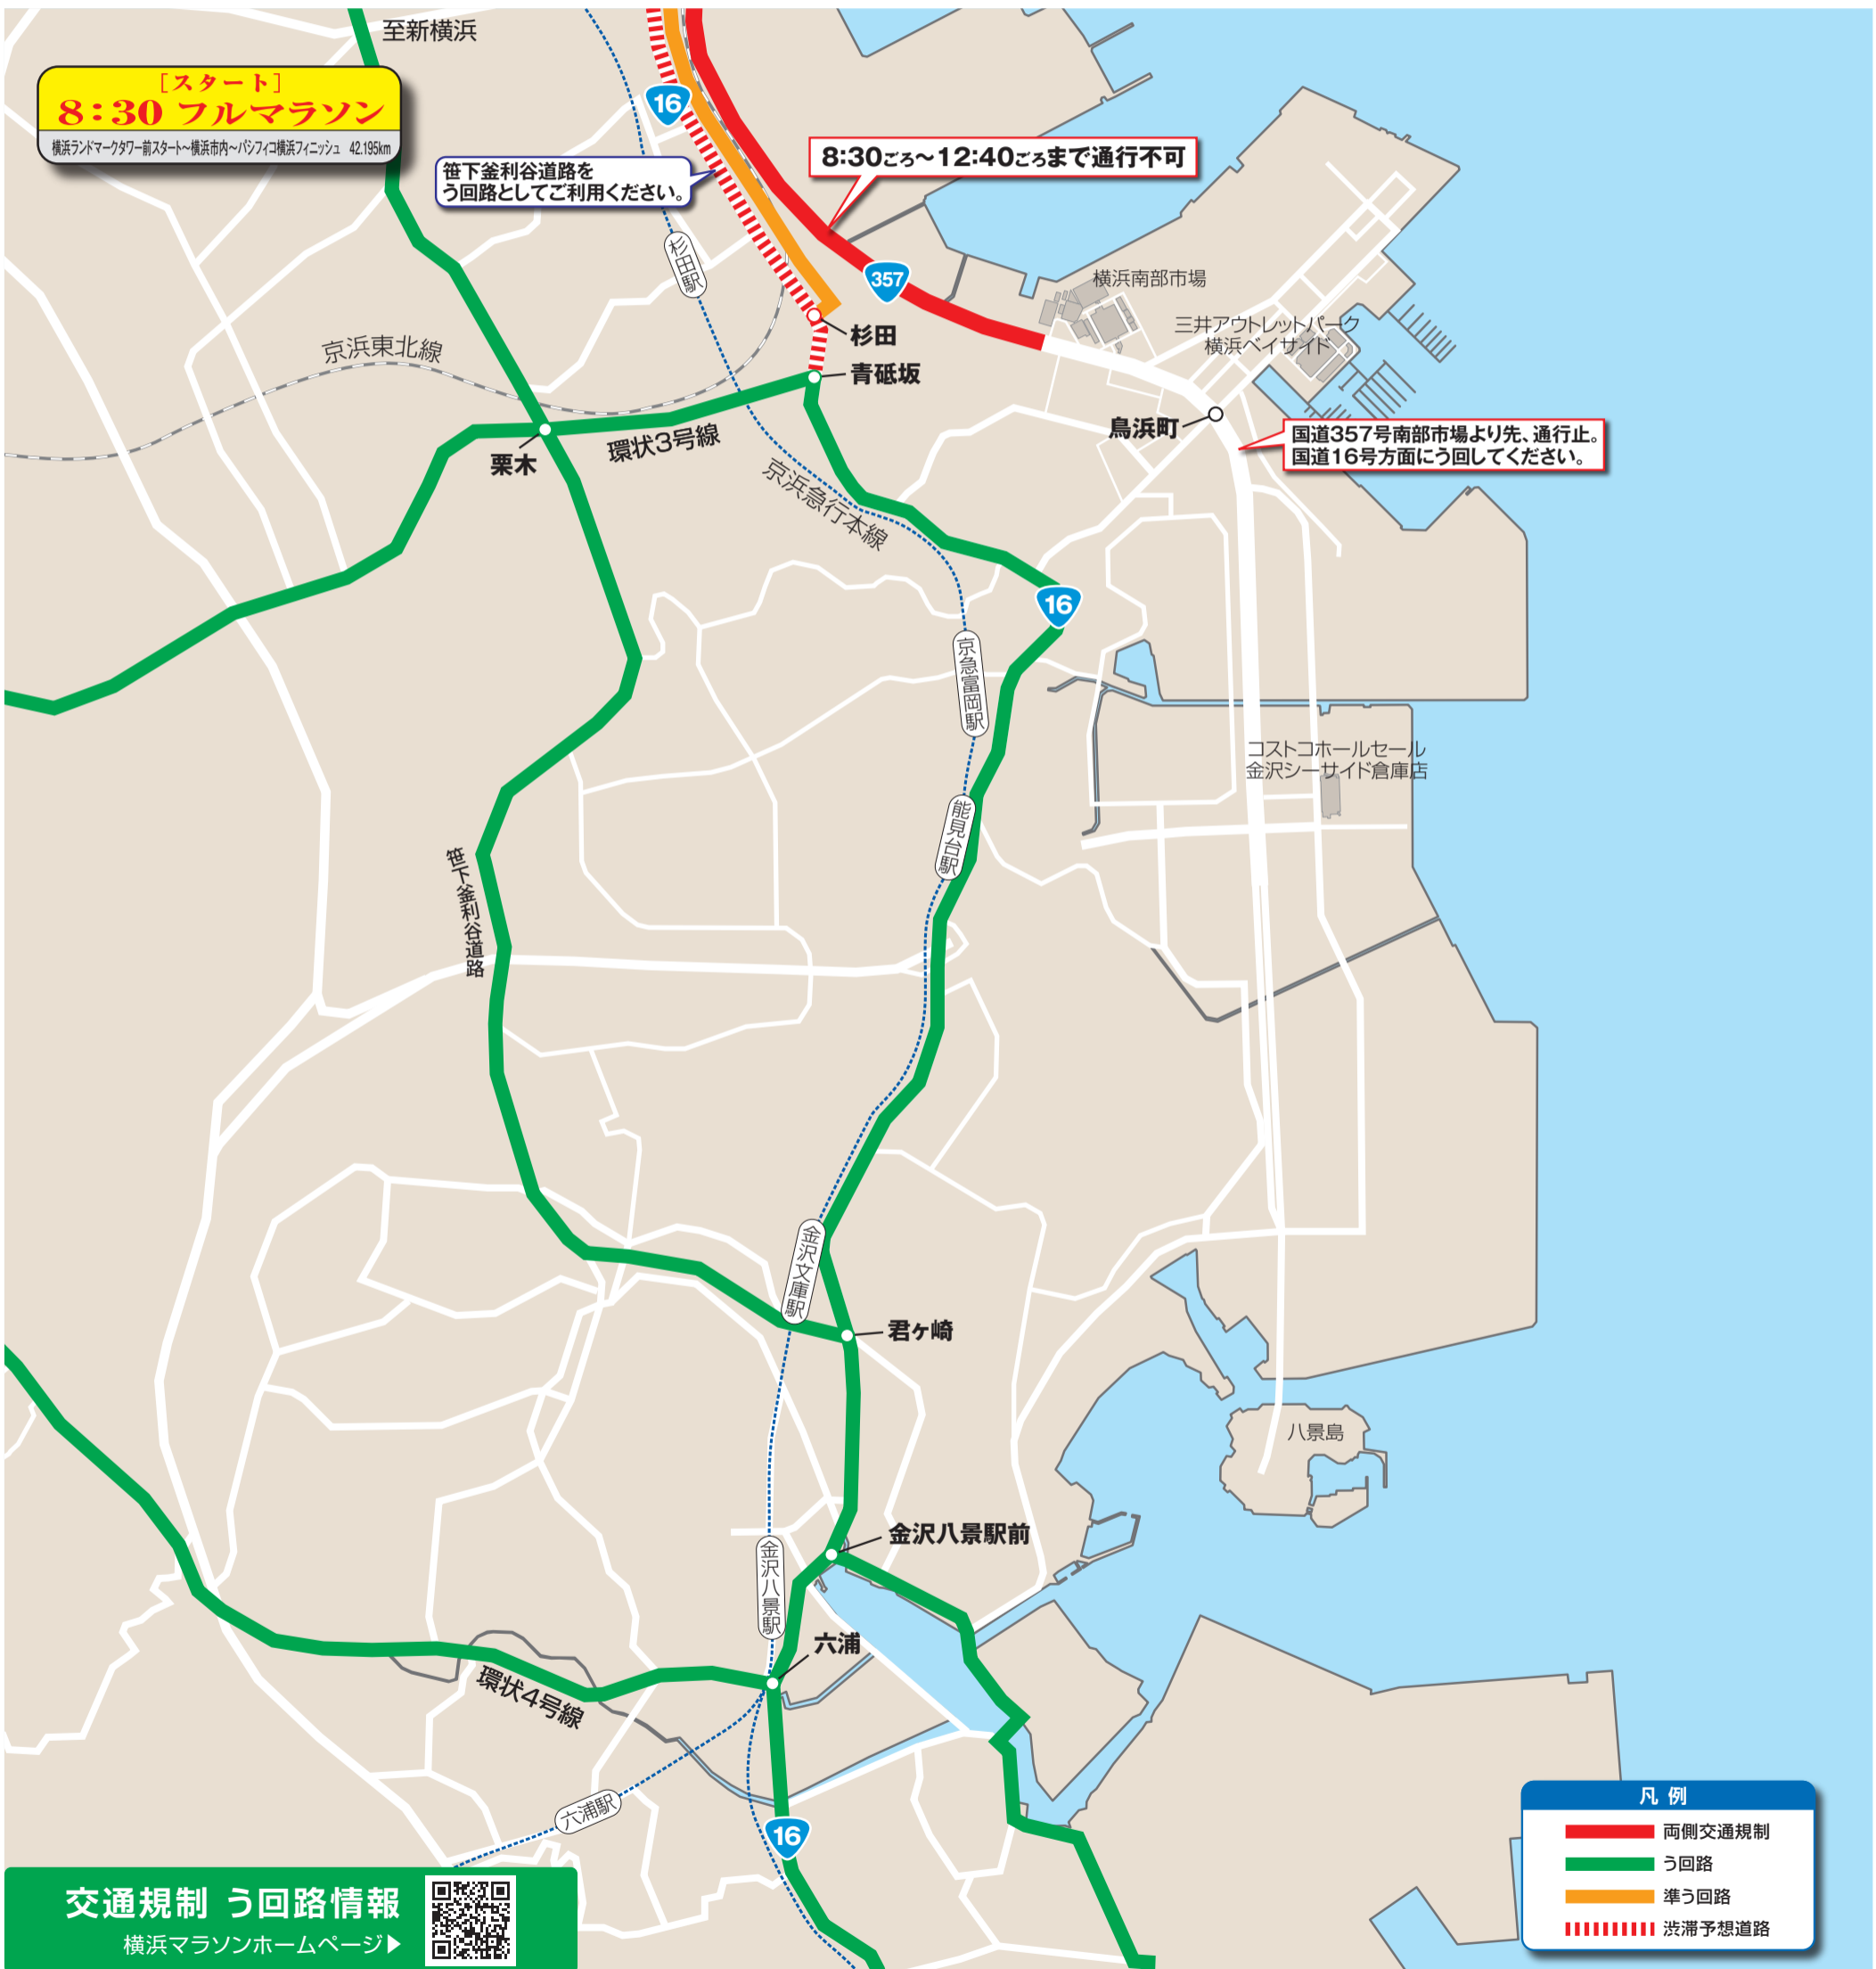 至新横浜
[スタート]
8:30 フルマラソン
横浜ランドマークタワー前スタート～横浜市内～パシフィコ横浜フィニッシュ 42.195km
16
笹下釜利谷道路を
う回路としてご利用ください。
8:30ごろ～12:40ごろまで通行不可
杉田駅
357
横浜南部市場
三井アウトレットパーク
横浜ベイサイド
杉田
青砥坂
京浜東北線
鳥浜町
国道357号南部市場より先、通行止。
国道16号方面にう回してください。
環状3号線
栗木
京浜急行本線
16
京急富岡駅
コストコホールセール
金沢シーサイド倉庫店
能見台駅
笹下釜利谷道路
金沢文庫駅
君ヶ崎
八景島
金沢八景駅前
金沢八景駅
六浦
環状4号線
六浦駅
16
凡例
両側交通規制
う回路
準う回路
渋滞予想道路
交通規制 う回路情報
横浜マラソンホームページ▶